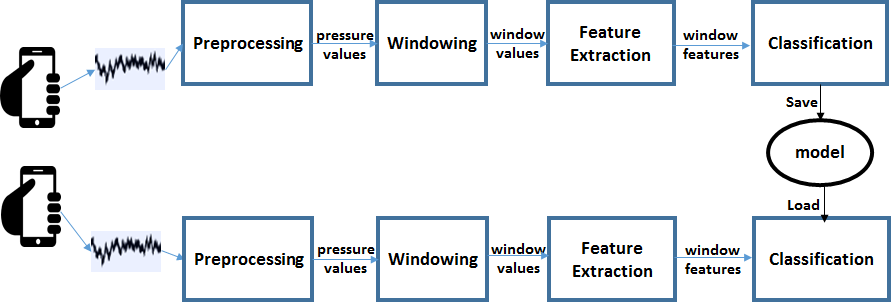 Preprocessing
pressure
values
Windowing
window
values
Feature
Extraction
window
features
Classification
Save
model
Load
Preprocessing
pressure
values
Windowing
window
values
Feature
Extraction
window
features
Classification